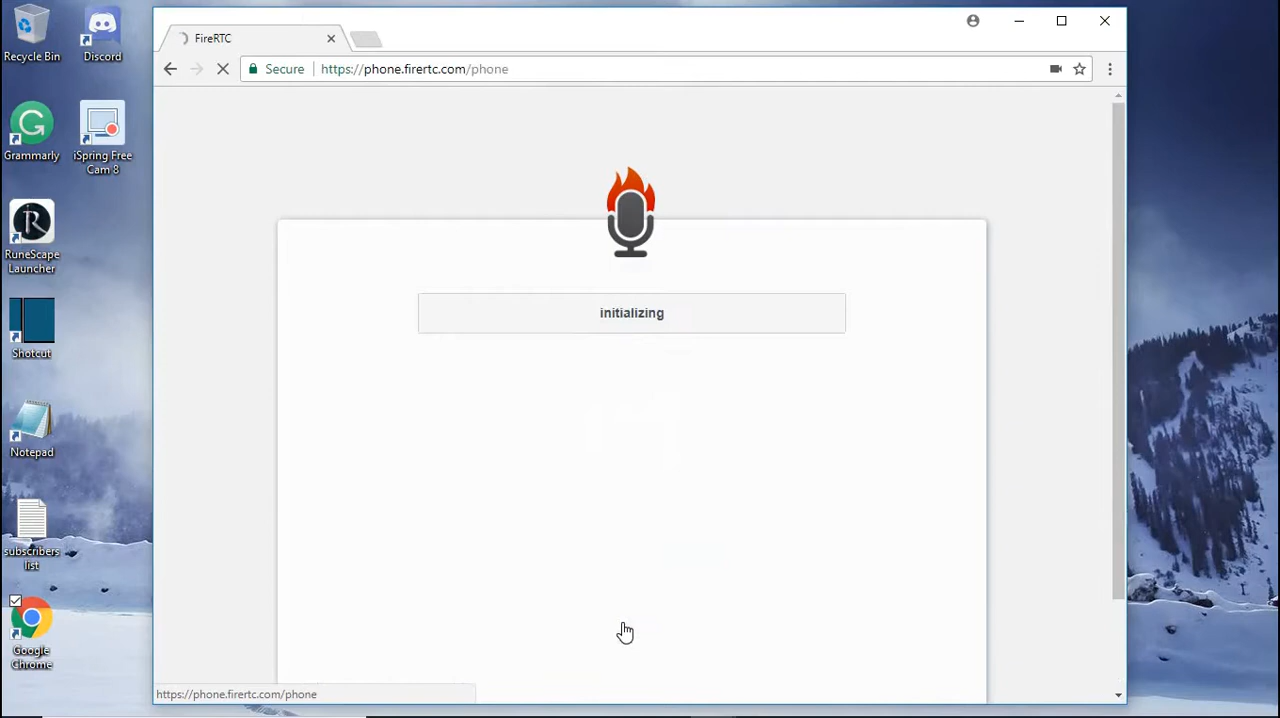 Recycle Bin
Discord
Grammarly
iSpring Free
Cam 8
RuneScape
Launcher
Shotcut
Notepad
subscribers
list
Google
Chrome
FireRTC
Secure
https://phone.firertc.com/phone
initializing
https://phone.firertc.com/phone